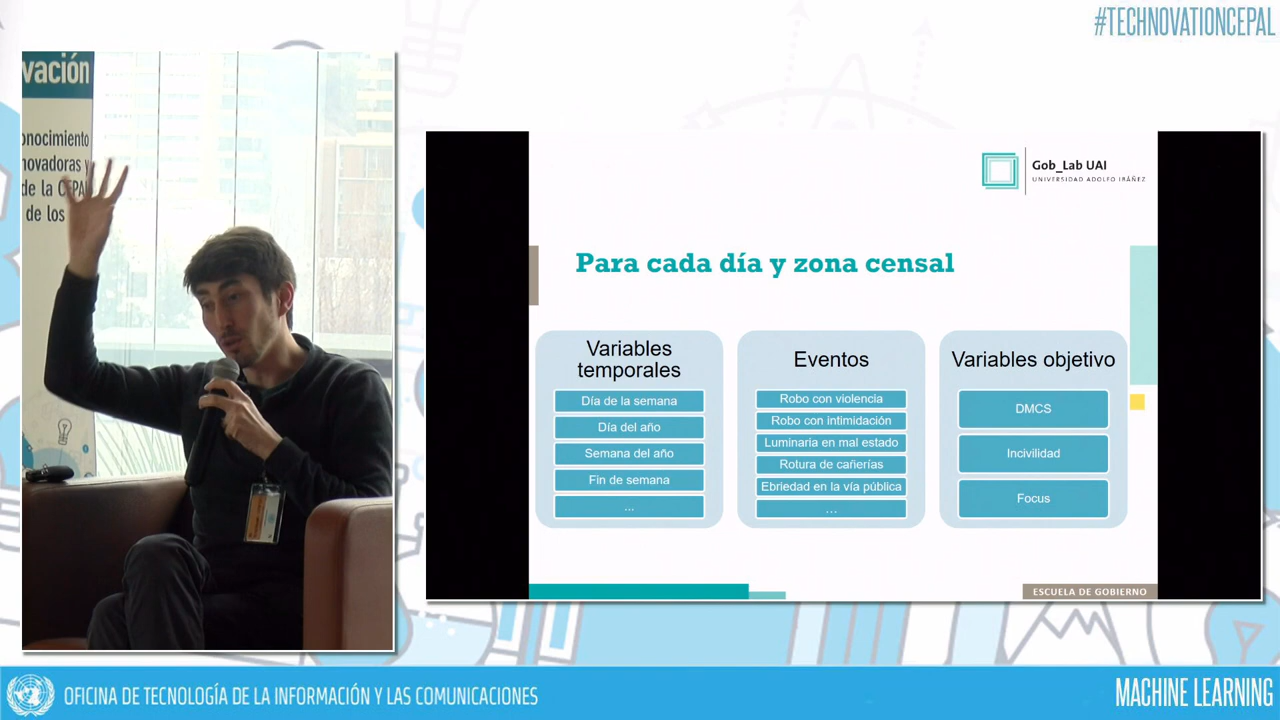 #TECHNOVATIONCEPAL
vación
onocimiento
novadoras y
de la CEPAL
de los
Gob_Lab UAI
UNIVERSIDAD ADOLFO IBÁÑEZ
Para cada día y zona censal
Variables
temporales
Día de la semana
Día del año
Semana del año
Fin de semana
...
Eventos
Robo con violencia
Robo con intimidación
Luminaria en mal estado
Rotura de cañerías
Ebriedad en la vía pública
...
Variables objetivo
DMCS
Incivilidad
Focus
ESCUELA DE GOBIERNO
OFICINA DE TECNOLOGÍA DE LA INFORMACIÓN Y LAS COMUNICACIONES
MACHINE LEARNING